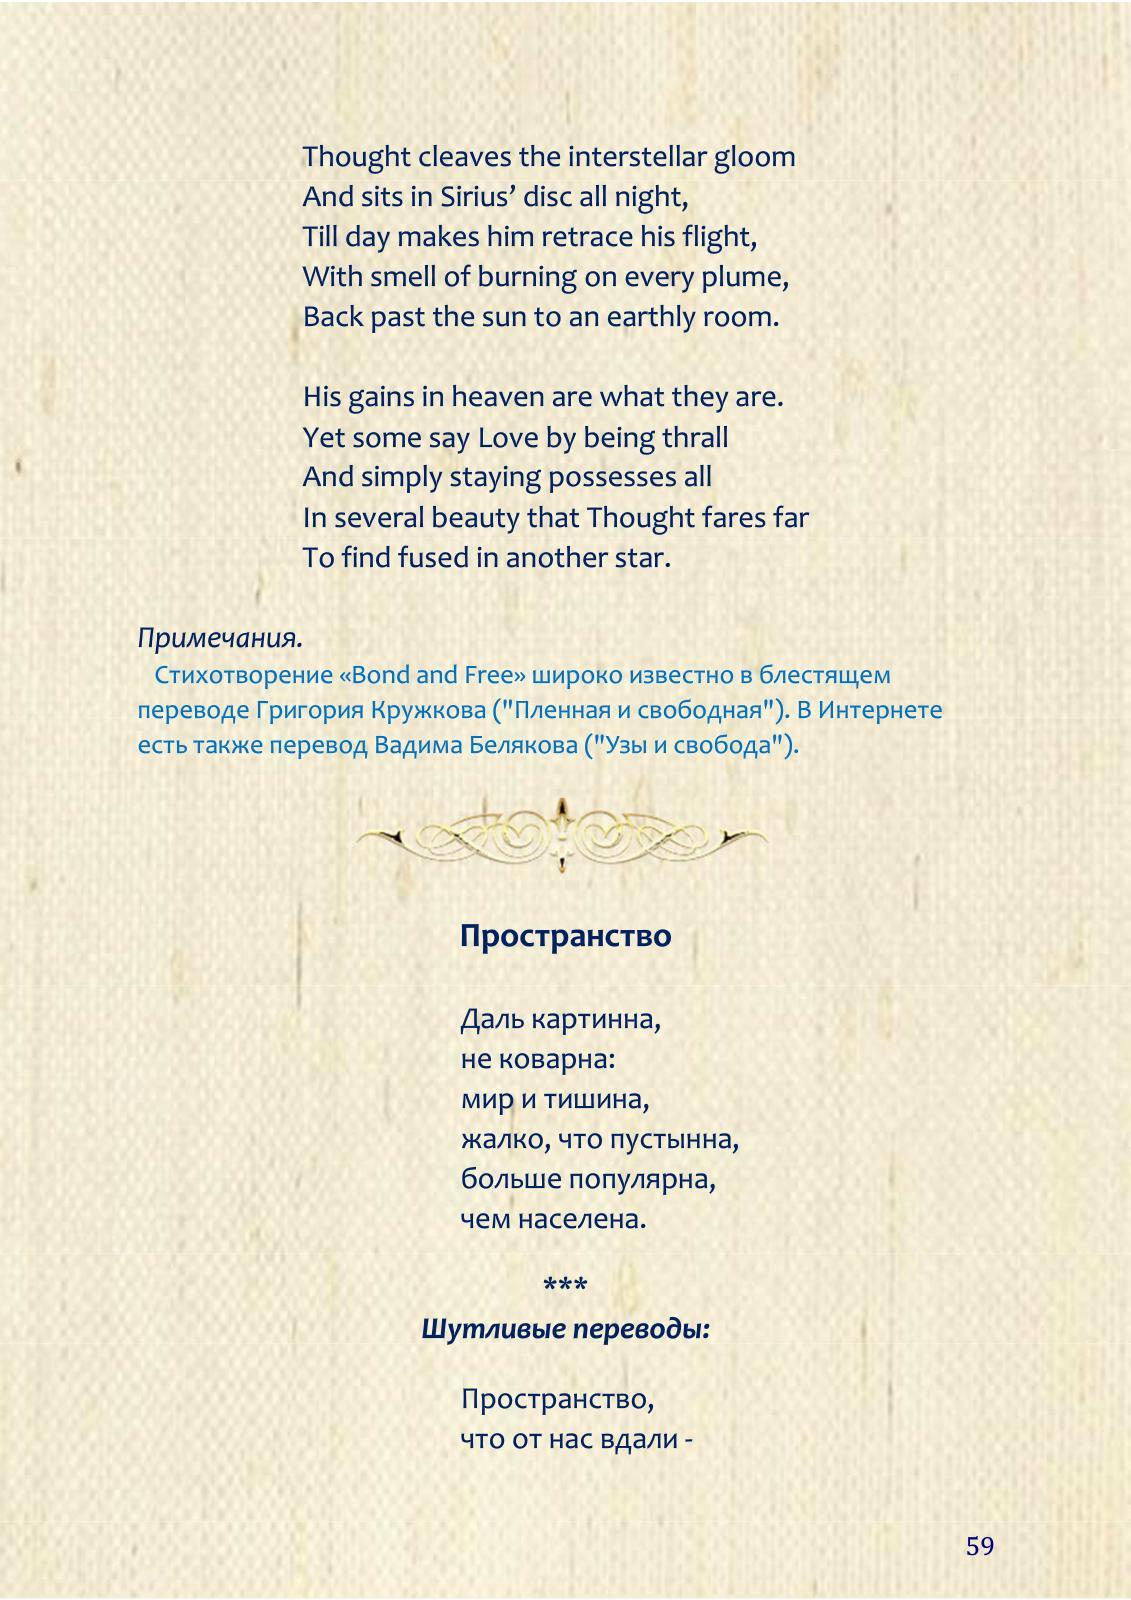 Thought cleaves the interstellar gloom
And sits in Sirius’ disc all night,
Till day makes him retrace his flight,
With smell of burning on every plume,
Back past the sun to an earthly room.
His gains in heaven are what they are.
Yet some say Love by being thrall
And simply staying possesses all
In several beauty that Thought fares far
To find fused in another star.
Примечания.
Стихотворение «Bond and Free» широко известно в блестящем
переводе Григория Кружкова ("Пленная и свободная"). В Интернете
есть также перевод Вадима Белякова ("Узы и свобода").
Пространство
Даль картинна,
не коварна:
мир и тишина,
жалко, что пустынна,
больше популярна,
чем населена.
***
Шутливые переводы:
Пространство,
что от нас вдали -
59